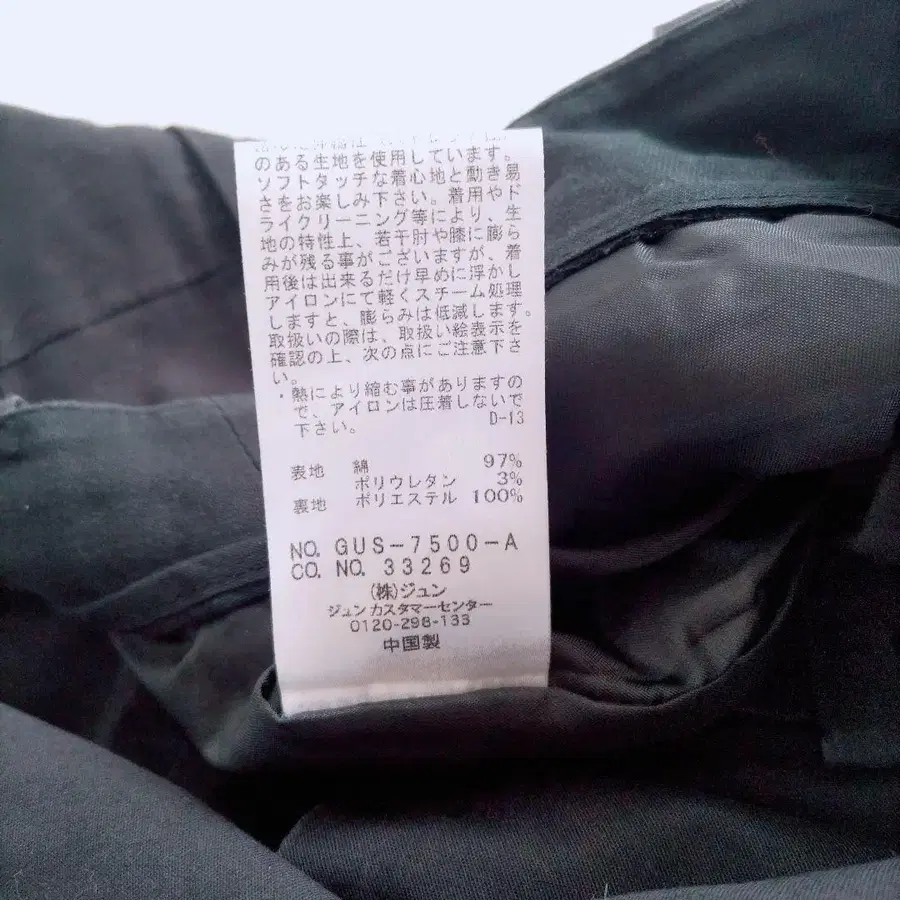 のある生地を使用しています。
ソフトタッチな着心地と動き易
さをお楽しみ下さい。着用やド
ライクリーニング等により、生
地の特性上、若干肘や膝に膨ら
みが残る事がございますが、着
用後は出来るだけ早めに浮かし
アイロンにて軽くスチーム処理
しますと、膨らみは低減します。
取扱いの際は、取扱い絵表示を
確認の上、次の点にご注意下さ
い。
・熱により縮む事がありますの
で、アイロンは圧着しないで
下さい。 D-13
表地 綿 97%
ポリウレタン 3%
裏地 ポリエステル 100%
NO. GUS-7500-A
CO. NO. 33269
(株)ジュン
ジュンカスタマーセンター
0120-298-133
中国製